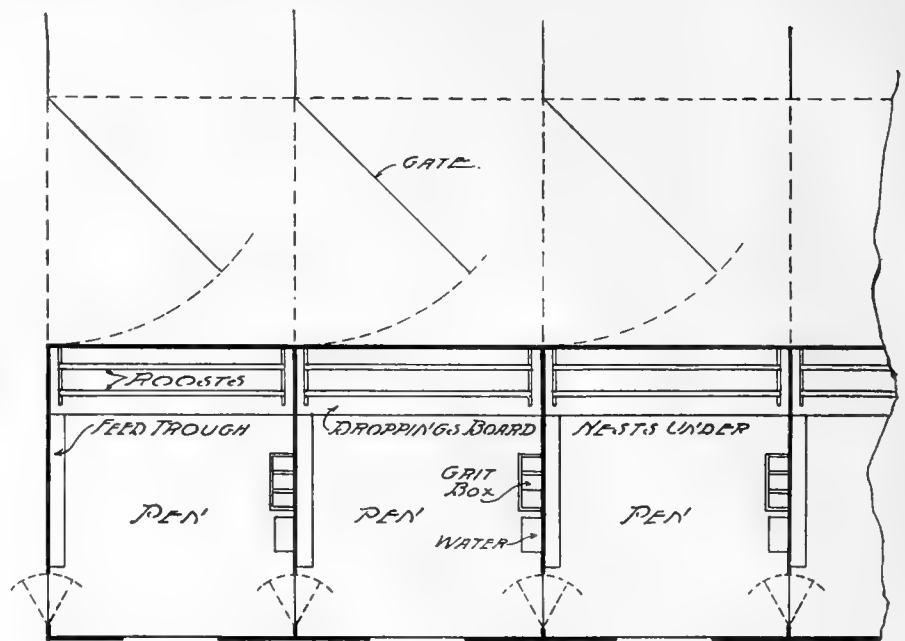 GATE.
ROOSTS
FEED TROUGH
DROPPINGS BOARD
NESTS UNDER
GRIT
BOX
PEN
PEN
PEN
WATER